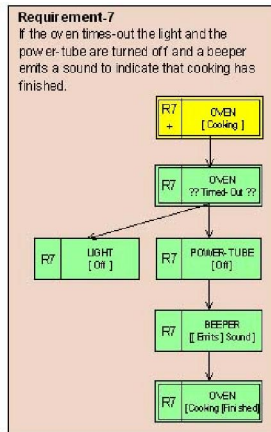 Requirement-7
If the oven times-out the light and the
power-tube are turned off and a beeper
emits a sound to indicate that cooking has
finished.
R7
+
OVEN
[ Cooking ]
R7
OVEN
?? Timed- Out ??
R7
LIGHT
[ Off ]
R7
POWER-TUBE
[ Off]
R7
BEEPER
[[ Emits ] Sound ]
R7
OVEN
[Cooking [Finished]